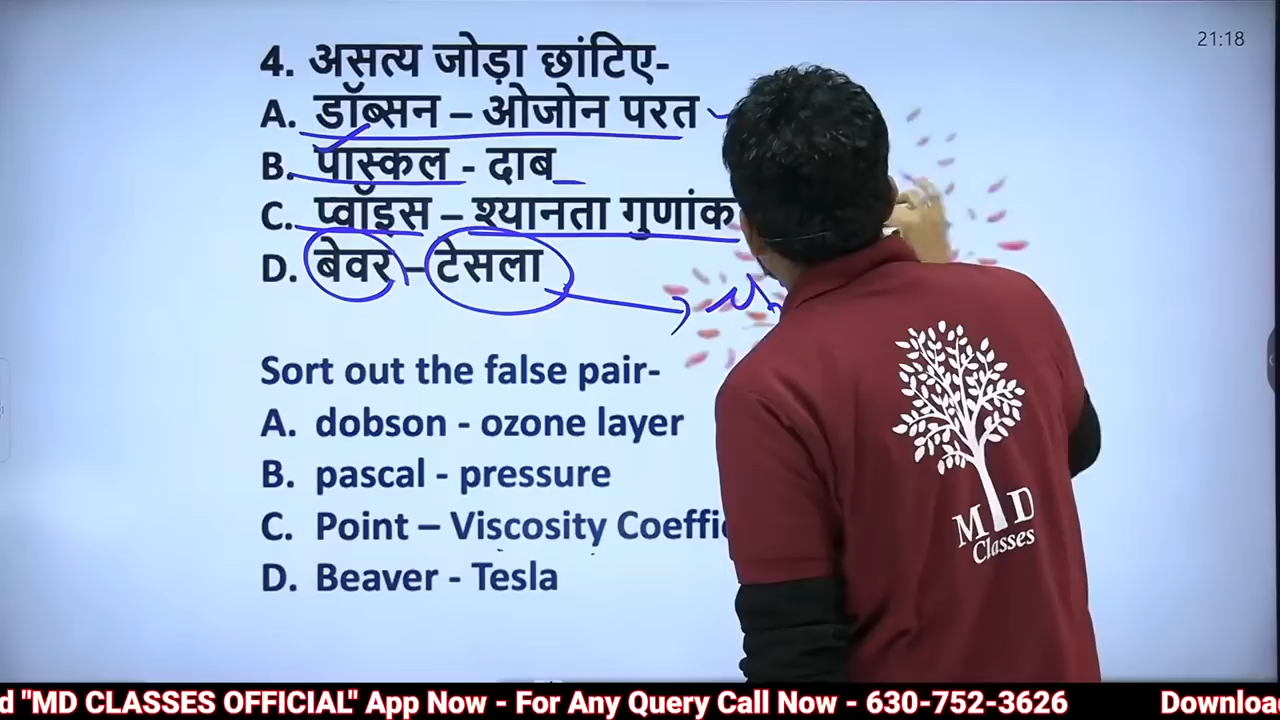 21:18
4. असत्य जोड़ा छांटिए-
A. डॉब्सन – ओजोन परत
B. पास्कल - दाब
C. प्वॉइस – श्यानता गुणांक
D. बेवर – टेसला
Sort out the false pair-
A. dobson - ozone layer
B. pascal - pressure
C. Point – Viscosity
D. Beaver - Tesla
MD
Classes
"MD CLASSES OFFICIAL" App Now - For Any Query Call Now - 630-752-3626